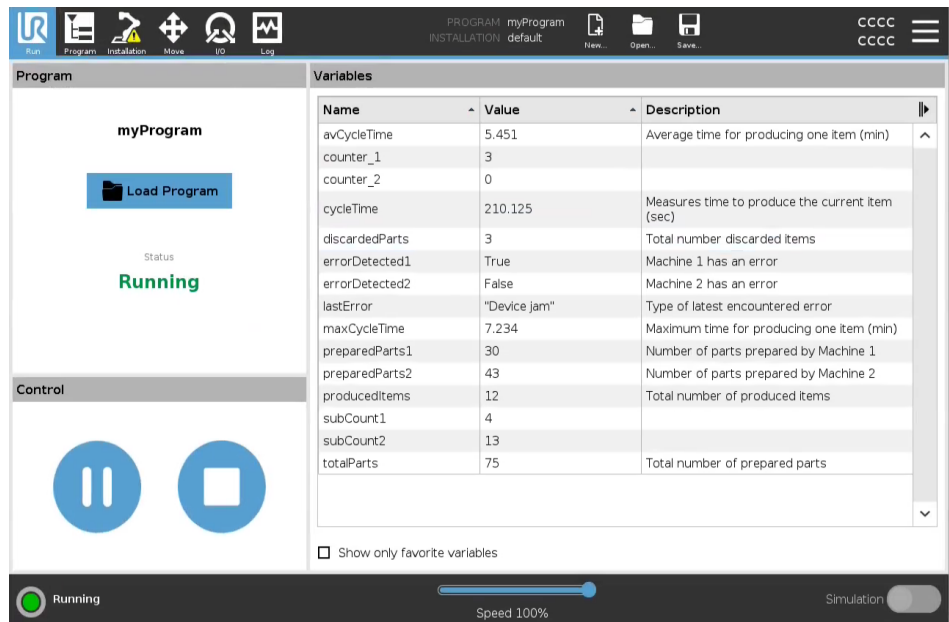 UR
Run
Program
Installation
Move
I/O
Log
PROGRAM myProgram
INSTALLATION default
New...
Open...
Save...
CCCC
CCCC
Program
myProgram
Load Program
Status
Running
Control
Variables
Name Value Description
avCycleTime 5.451 Average time for producing one item (min)
counter_1 3
counter_2 0
cycleTime 210.125 Measures time to produce the current item
(sec)
discardedParts 3 Total number discarded items
errorDetected1 True Machine 1 has an error
errorDetected2 False Machine 2 has an error
lastError "Device jam" Type of latest encountered error
maxCycleTime 7.234 Maximum time for producing one item (min)
preparedParts1 30 Number of parts prepared by Machine 1
preparedParts2 43 Number of parts prepared by Machine 2
producedItems 12 Total number of produced items
subCount1 4
subCount2 13
totalParts 75 Total number of prepared parts
Show only favorite variables
Running
Speed 100%
Simulation